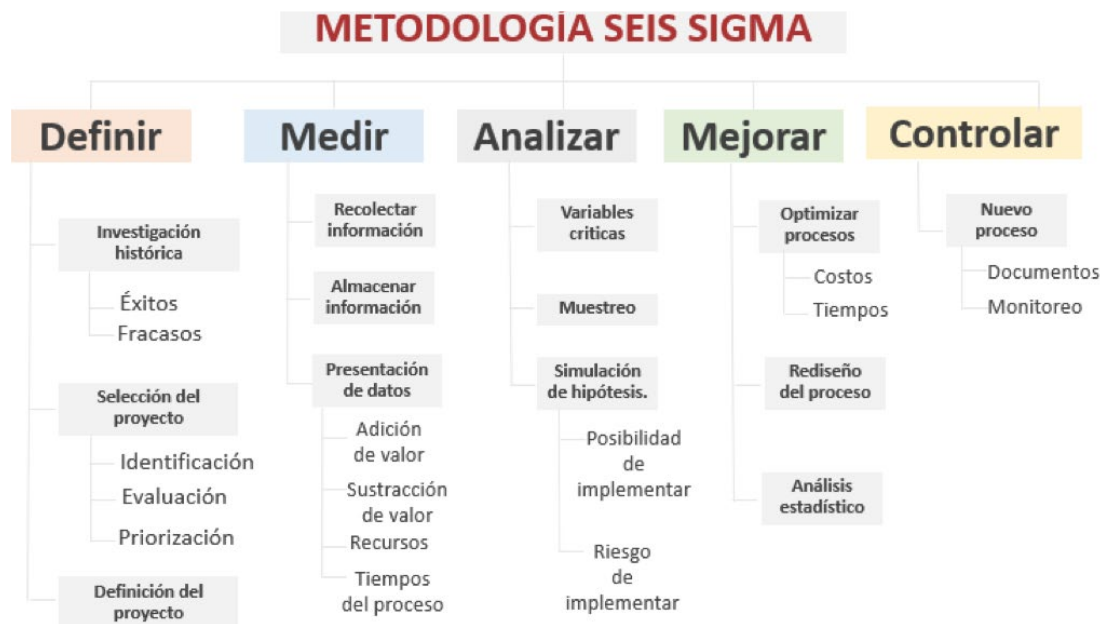 METODOLOGÍA SEIS SIGMA
Definir
Investigación
histórica
Éxitos
Fracasos
Selección del
proyecto
Identificación
Evaluación
Priorización
Definición del
proyecto
Medir
Recolectar
información
Almacenar
información
Presentación
de datos
Adición
de valor
Sustracción
de valor
Recursos
Tiempos
del proceso
Analizar
Variables
criticas
Muestreo
Simulación
de hipótesis.
Posibilidad
de
implementar
Riesgo
de
implementar
Mejorar
Optimizar
procesos
Costos
Tiempos
Rediseño
del proceso
Análisis
estadístico
Controlar
Nuevo
proceso
Documentos
Monitoreo